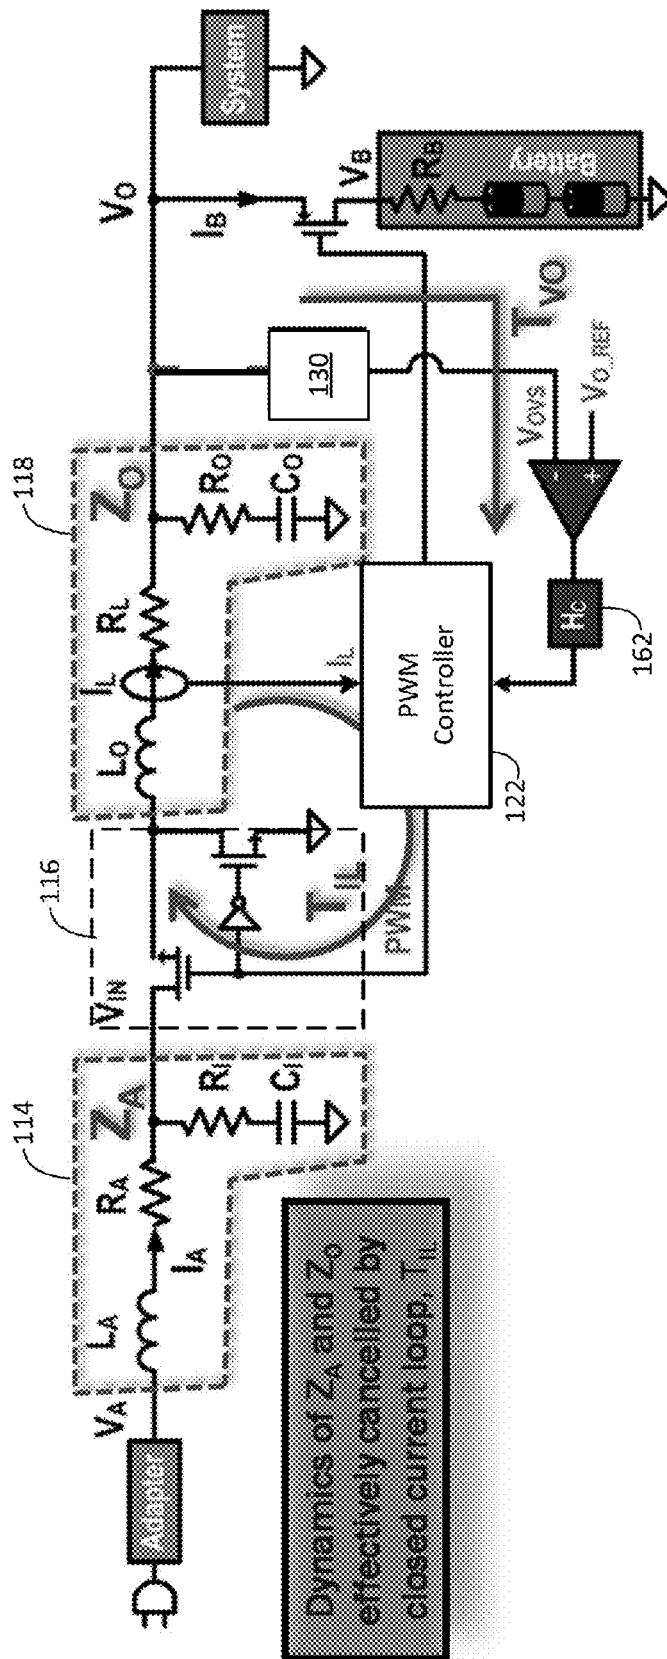 Adapter
V_A
L_A
I_A
R_A
Z_A
R_I
C_I
114
V_IN
116
PWM
T_IL
L_O
I_L
R_L
Z_O
R_O
C_O
118
I_L
PWM
Controller
122
130
H_C
162
V_OVS
V_O_REF
-
+
T_VO
V_O
I_B
V_B
R_B
Battery
System
Dynamics of Z_A and Z_O
effectively cancelled by
closed current loop, T_IL